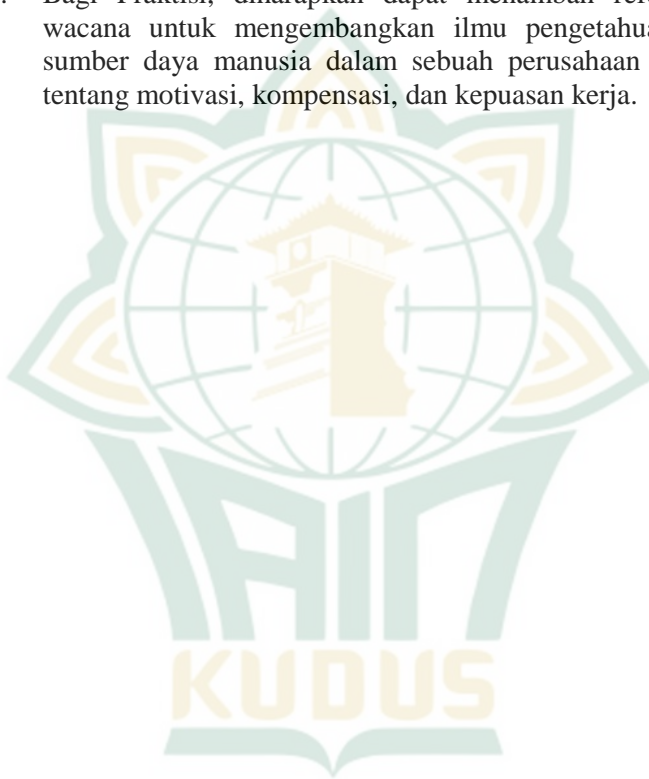 Bagi Praktisi, diharapkan dapat menambah
wacana untuk mengembangkan ilmu
sumber daya manusia dalam sebuah perusahaan
tentang motivasi, kompensasi, dan kepuasan kerja.
IAIN
KUDUS